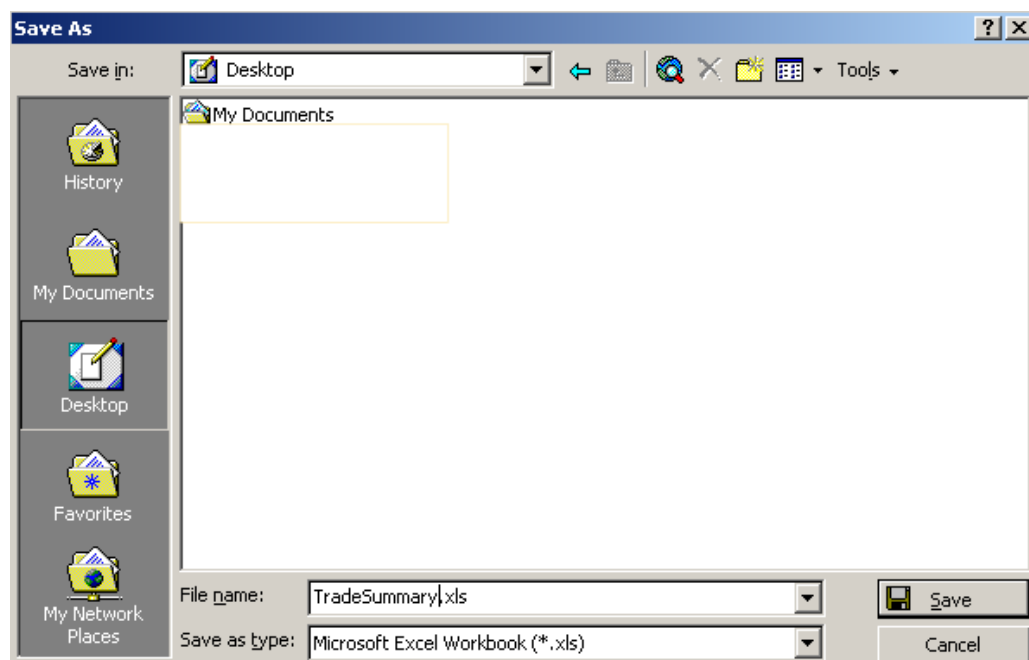 Save As
Save in:
Desktop
Tools
My Documents
History
My Documents
Desktop
Favorites
My Network
Places
File name:
TradeSummary.xls
Save
Save as type:
Microsoft Excel Workbook (*.xls)
Cancel